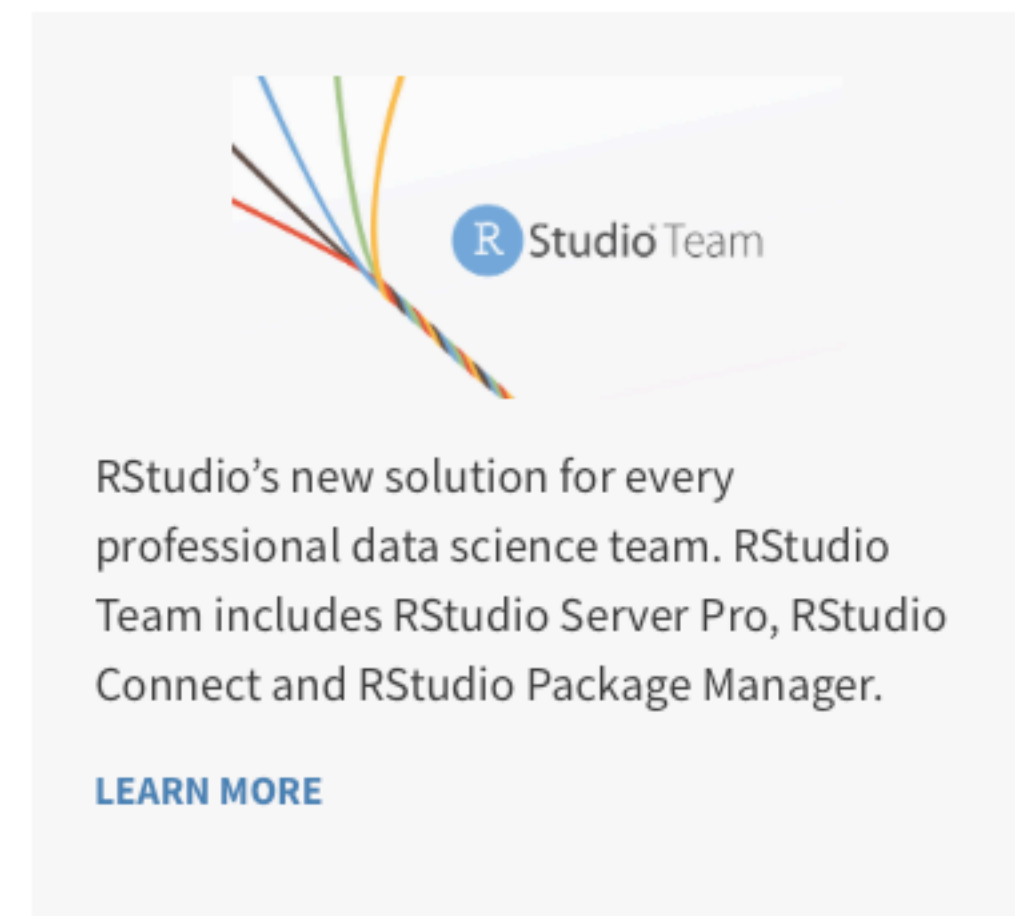 R Studio Team
RStudio’s new solution for every
professional data science team. RStudio
Team includes RStudio Server Pro, RStudio
Connect and RStudio Package Manager.
LEARN MORE